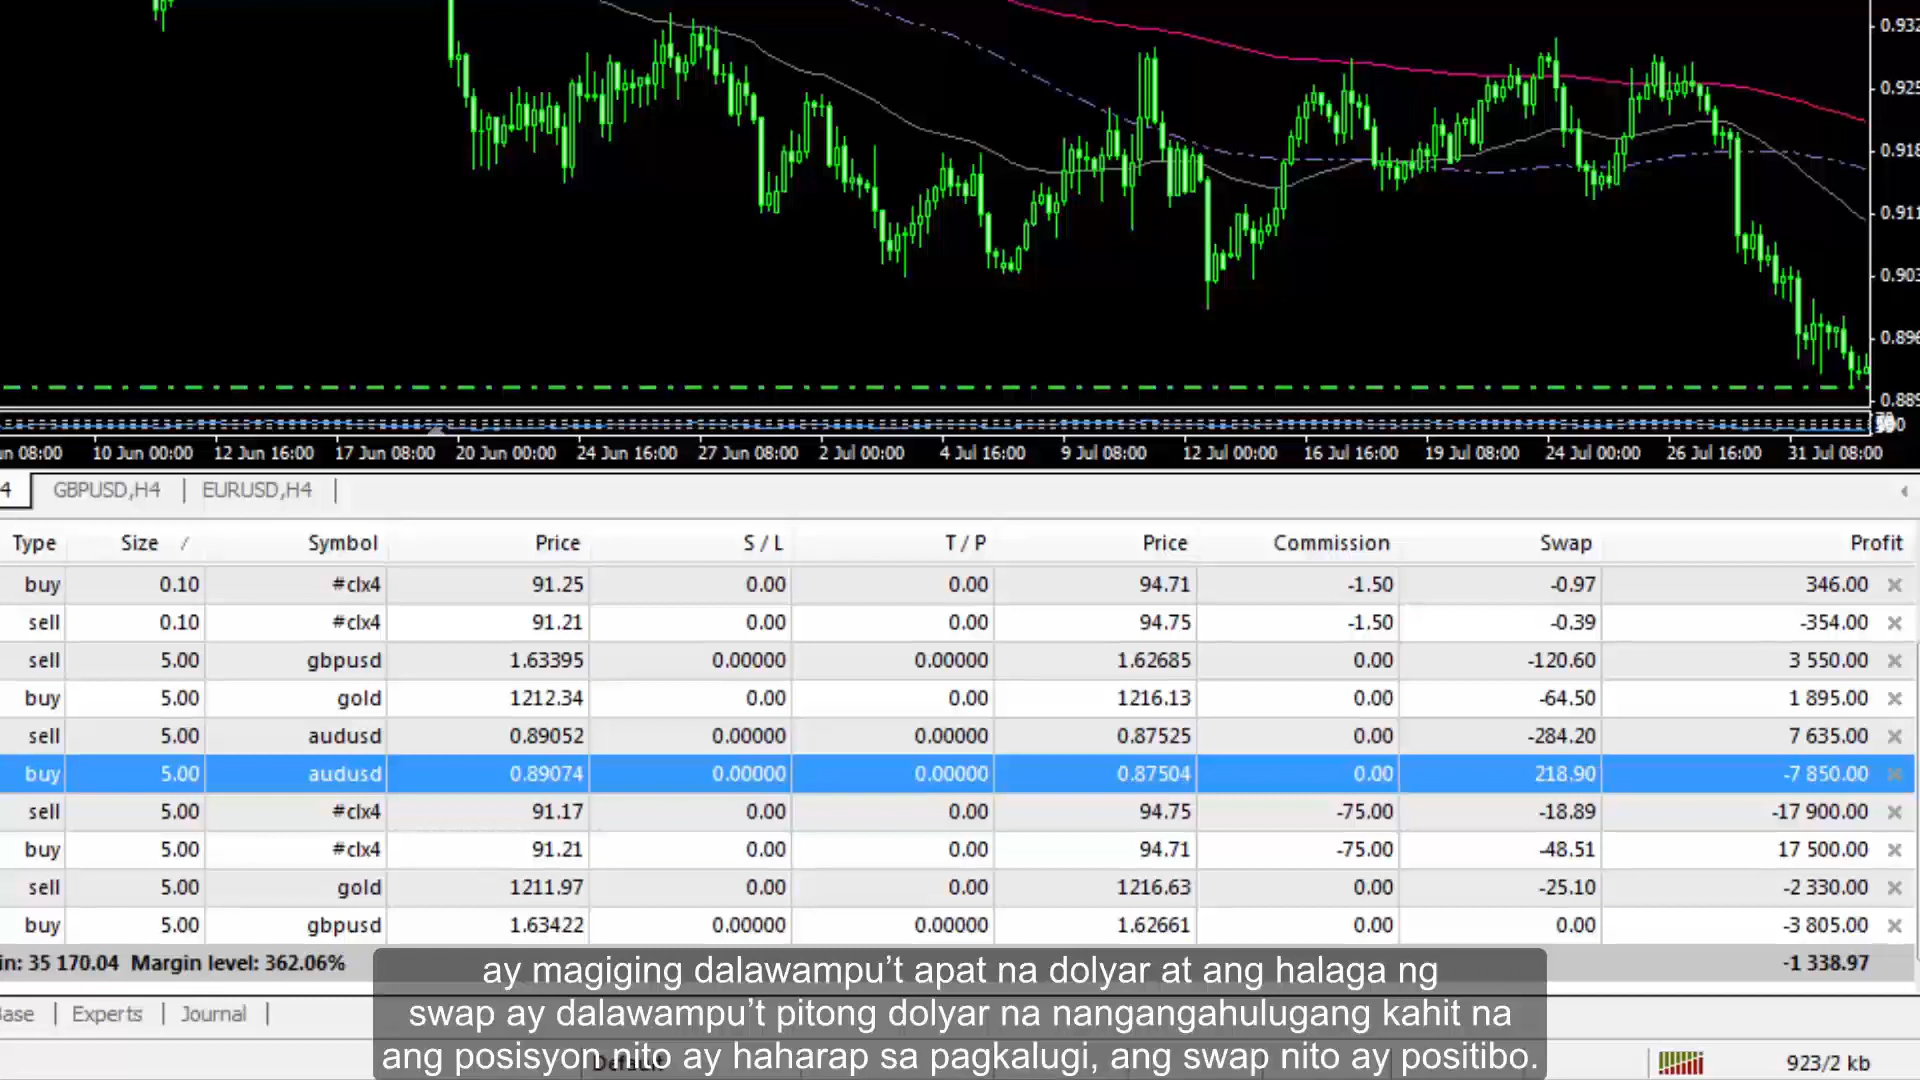 0.932
0.925
0.918
0.911
0.903
0.896
0.889
un 08:00 10 Jun 00:00 12 Jun 16:00 17 Jun 08:00 20 Jun 00:00 24 Jun 16:00 27 Jun 08:00 2 Jul 00:00 4 Jul 16:00 9 Jul 08:00 12 Jul 00:00 16 Jul 16:00 19 Jul 08:00 24 Jul 00:00 26 Jul 16:00 31 Jul 08:00
4 GBPUSD,H4 | EURUSD,H4 |
Type Size / Symbol Price S / L T / P Price Commission Swap Profit
buy 0.10 #clx4 91.25 0.00 0.00 94.71 -1.50 -0.97 346.00
sell 0.10 #clx4 91.21 0.00 0.00 94.75 -1.50 -0.39 -354.00
sell 5.00 gbpusd 1.63395 0.00000 0.00000 1.62685 0.00 -120.60 3 550.00
buy 5.00 gold 1212.34 0.00 0.00 1216.13 0.00 -64.50 1 895.00
sell 5.00 audusd 0.89052 0.00000 0.00000 0.87525 0.00 -284.20 7 635.00
buy 5.00 audusd 0.89074 0.00000 0.00000 0.87504 0.00 218.90 -7 850.00
sell 5.00 #clx4 91.17 0.00 0.00 94.75 -75.00 -18.89 -17 900.00
buy 5.00 #clx4 91.21 0.00 0.00 94.71 -75.00 -48.51 17 500.00
sell 5.00 gold 1211.97 0.00 0.00 1216.63 0.00 -25.10 -2 330.00
buy 5.00 gbpusd 1.63422 0.00000 0.00000 1.62661 0.00 0.00 -3 805.00
in: 35 170.04 Margin level: 362.06% -1 338.97
ase | Experts | Journal |
Default 923/2 kb
ay magiging dalawampu’t apat na dolyar at ang halaga ng
swap ay dalawampu’t pitong dolyar na nangangahulugang kahit na
ang posisyon nito ay haharap sa pagkalugi, ang swap nito ay positibo.